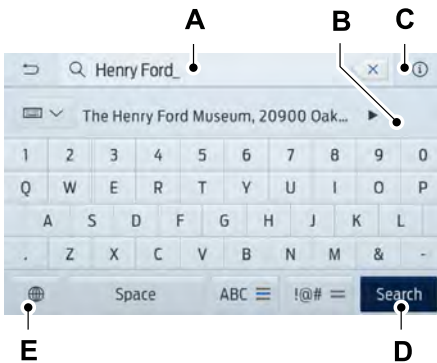 A B C
Henry Ford_ × i
The Henry Ford Museum, 20900 Oak...
1 2 3 4 5 6 7 8 9 0
Q W E R T Y U I O P
A S D F G H J K L
. Z X C V B N M & -
Space ABC !@# Search
E D